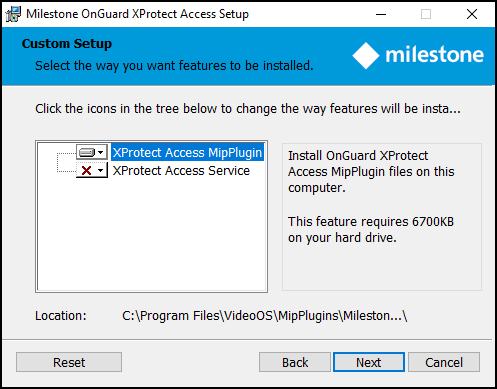 Milestone OnGuard XProtect Access Setup
Custom Setup
Select the way you want features to be installed.
milestone
Click the icons in the tree below to change the way features will be insta...
XProtect Access MipPlugin
XProtect Access Service
Install OnGuard XProtect
Access MipPlugin files on this
computer.
This feature requires 6700KB
on your hard drive.
Location:
C:\Program Files\VideoOS\MipPlugins\Mileston...\
Reset
Back
Next
Cancel